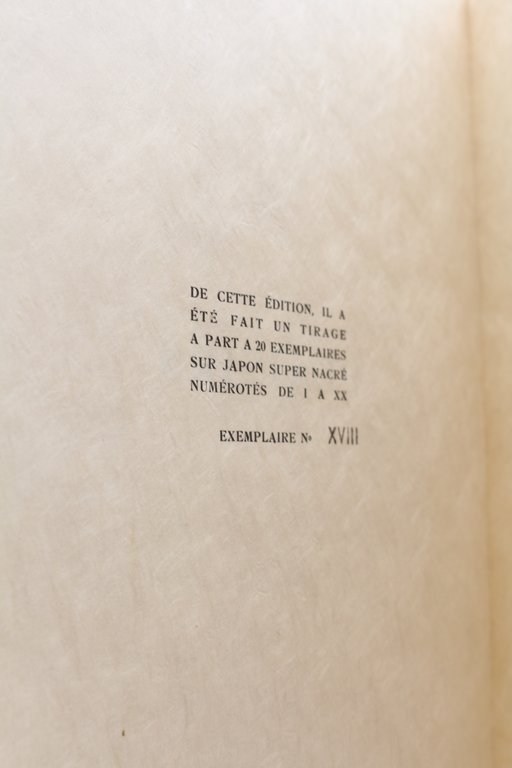 DE CETTE ÉDITION, IL A
ÉTÉ FAIT UN TIRAGE
A PART A 20 EXEMPLAIRES
SUR JAPON SUPER NACRÉ
NUMÉROTÉS DE I A XX
EXEMPLAIRE Nº XVIII